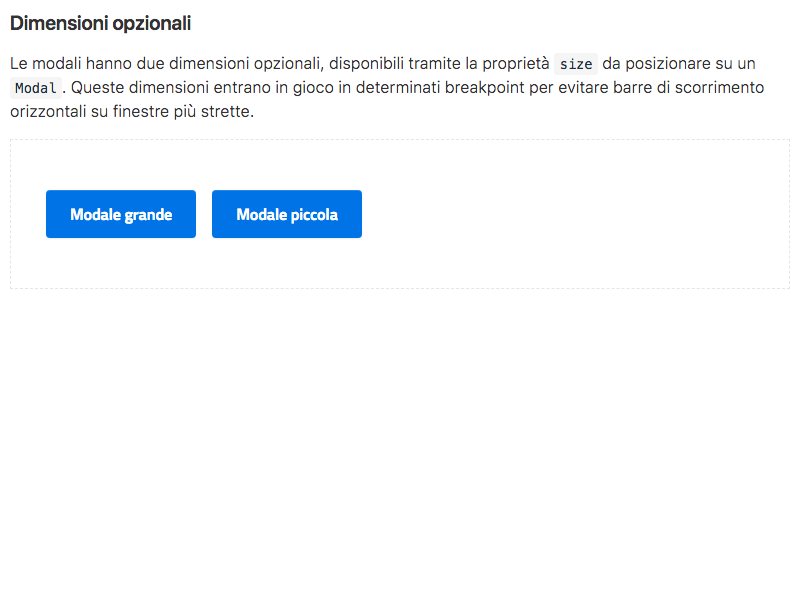 Dimensioni opzionali
Le modali hanno due dimensioni opzionali, disponibili tramite la proprietà size da posizionare su un
Modal. Queste dimensioni entrano in gioco in determinati breakpoint per evitare barre di scorrimento
orizzontali su finestre più strette.
Modale grande Modale piccola